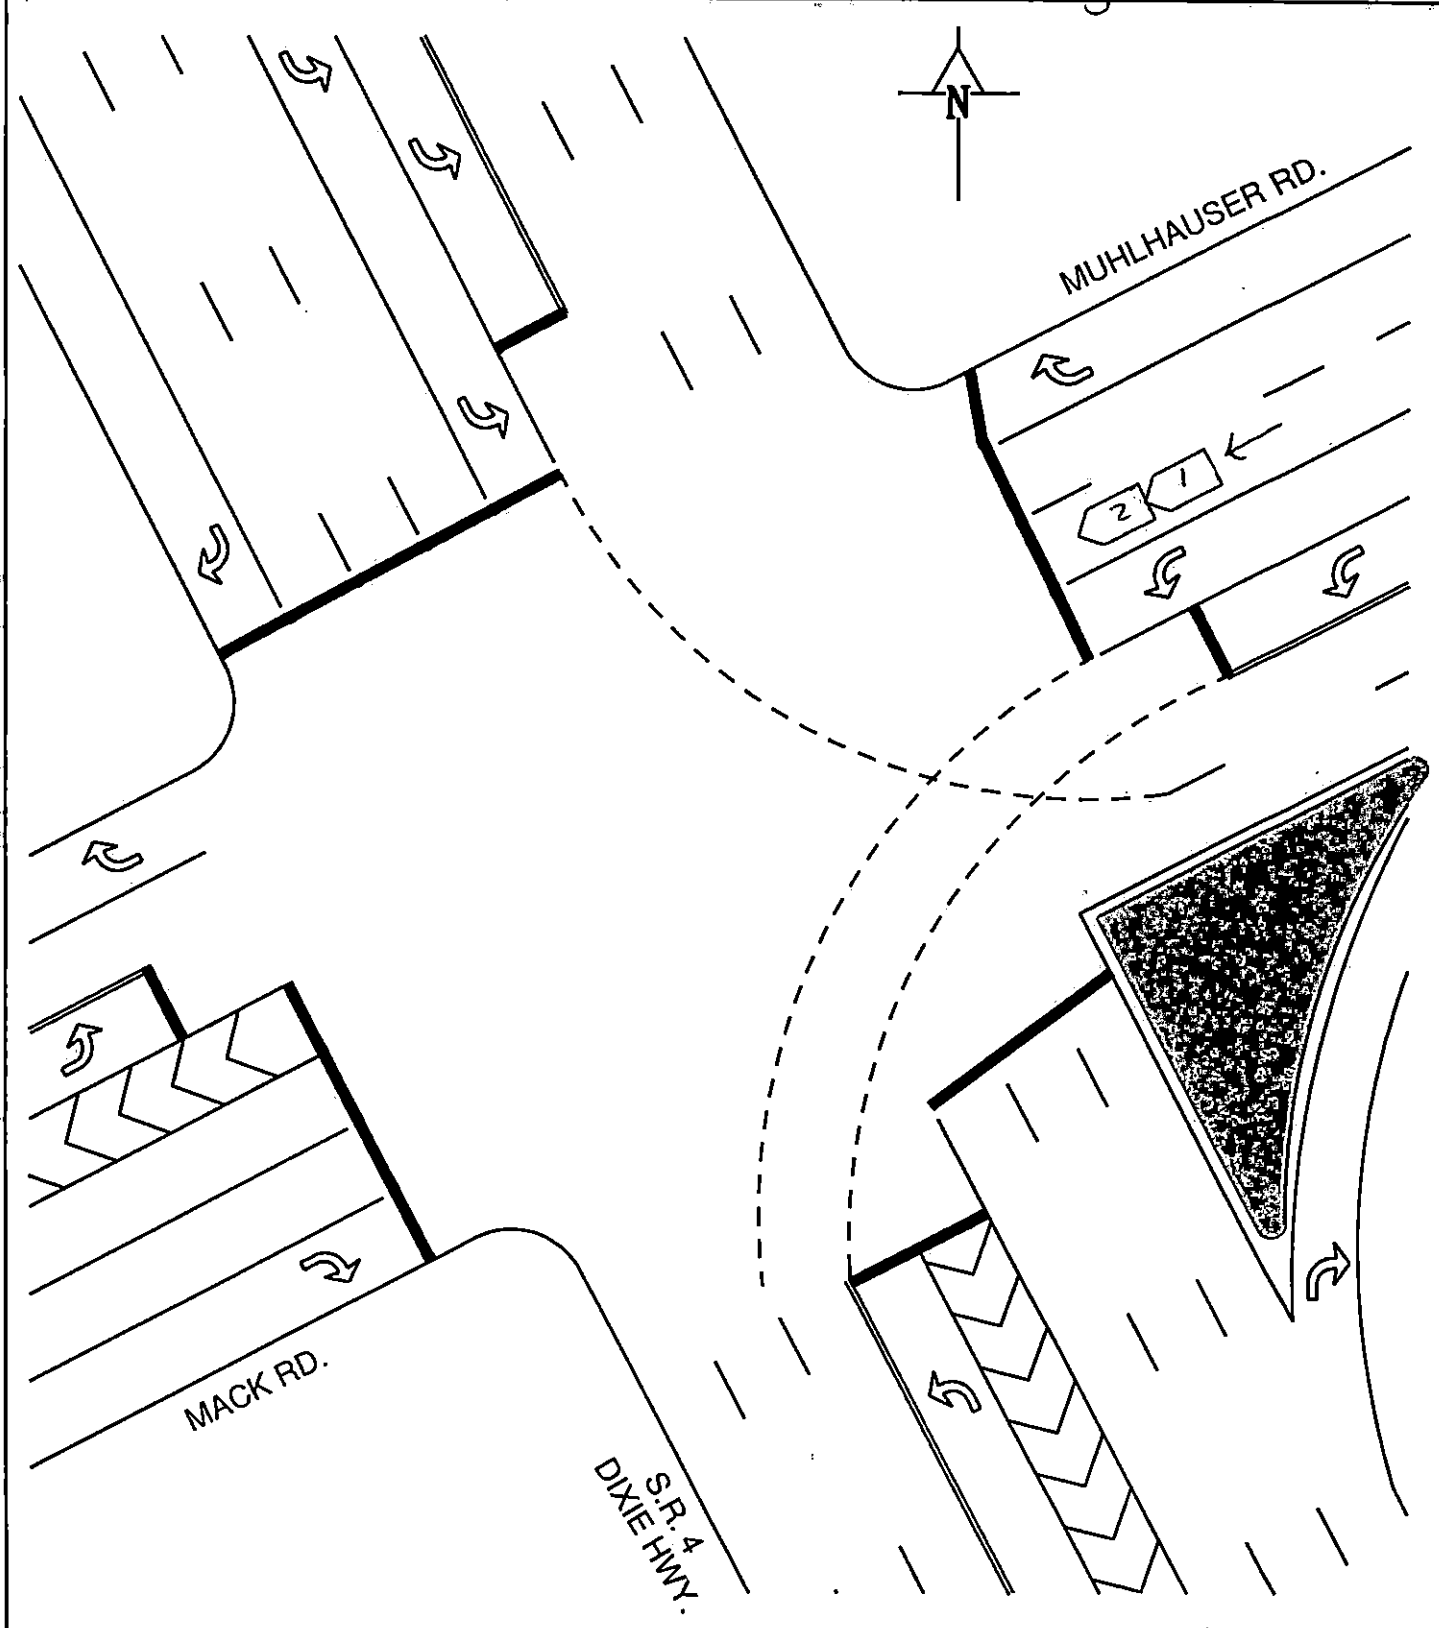 N
MUHLHAUSER RD.
1
2
MACK RD.
S.R. 4
DIXIE HWY.